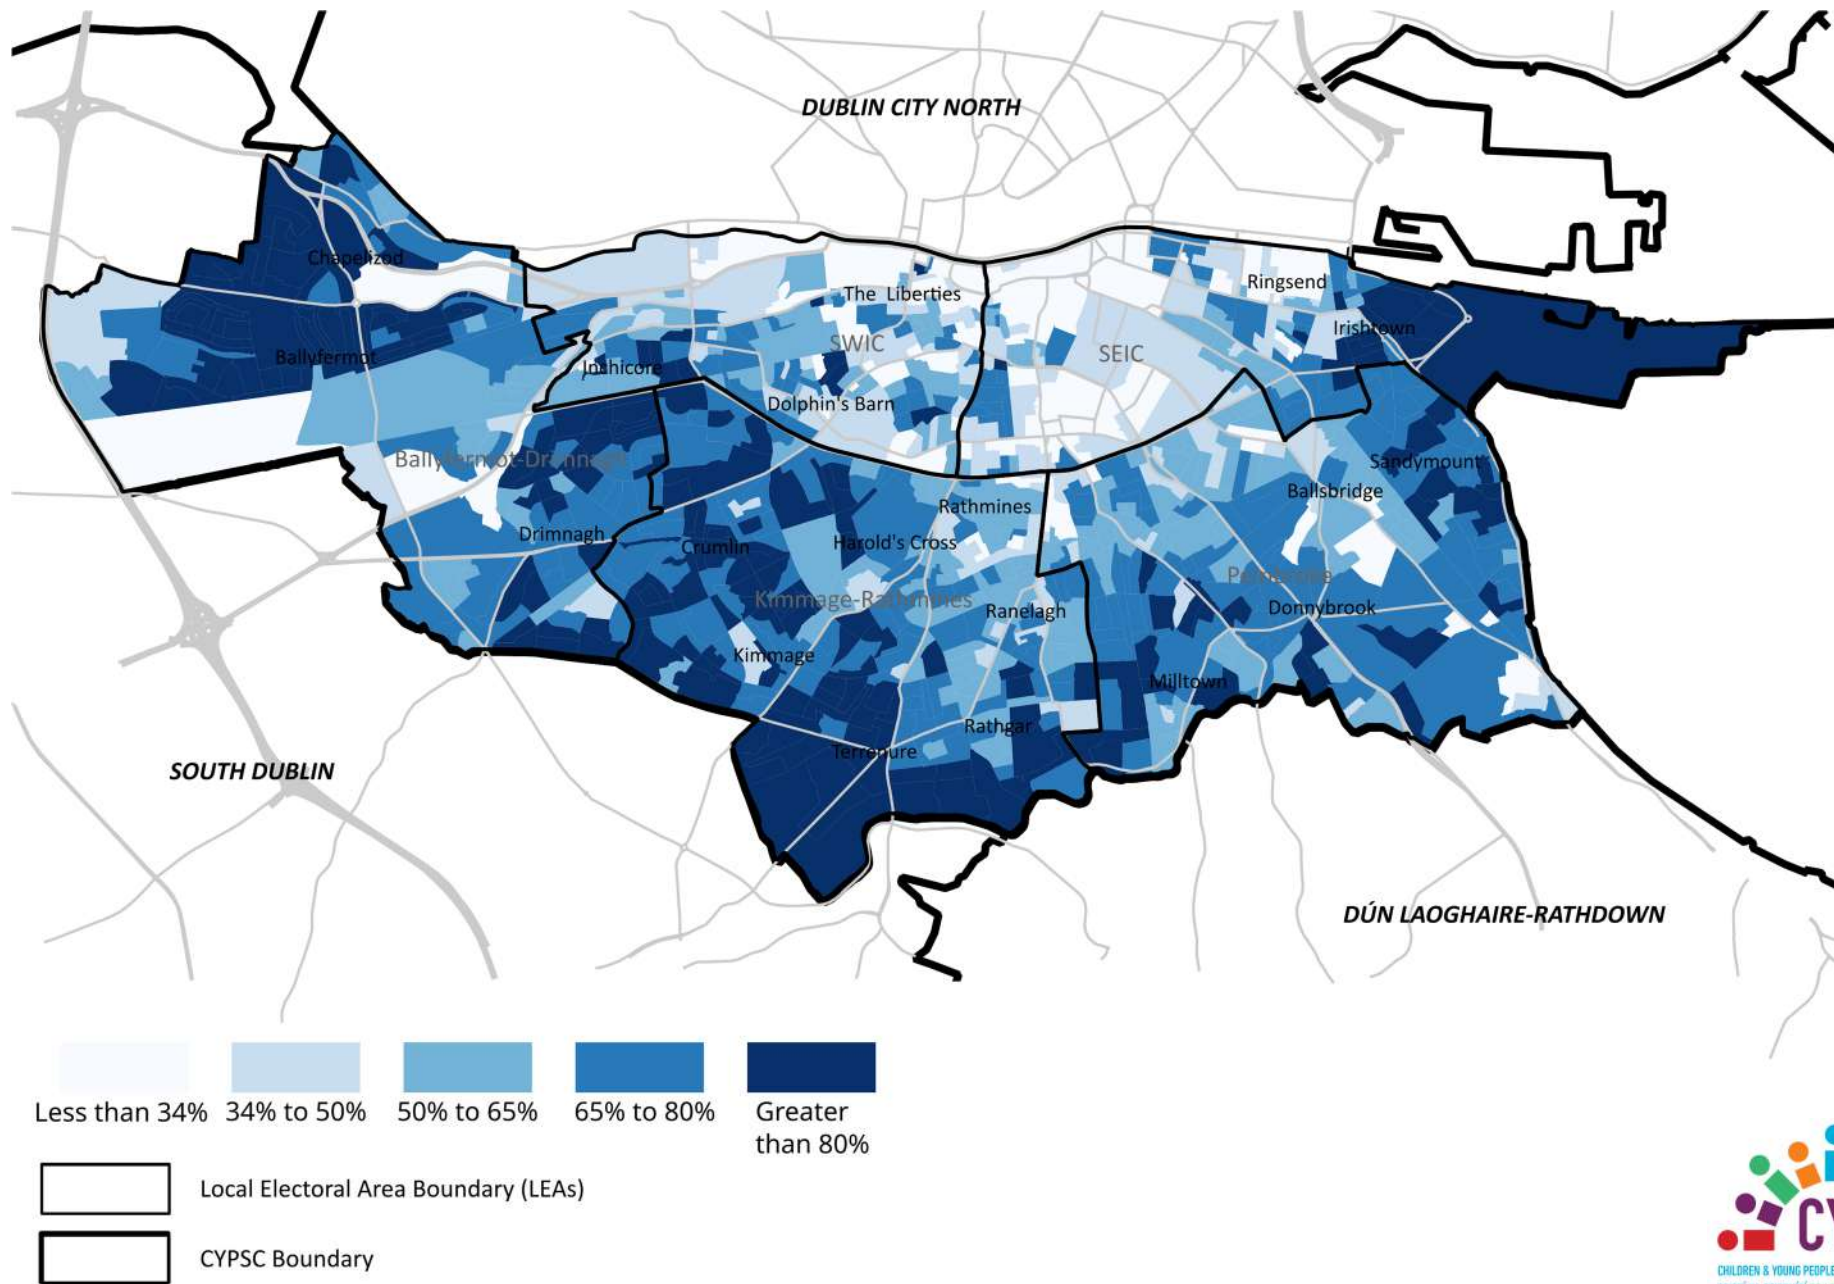 DUBLIN CITY NORTH
Chapelizod
Ringsend
The Liberties
Irishtown
SWIC
SEIC
Ballyfermot
Inchicore
Dolphin's Barn
Ballyfermot-Drimnagh
Sandymount
Ballsbridge
Rathmines
Drimnagh
Harold's Cross
Crumlin
Pembroke
Kimmage-Rathmines
Donnybrook
Ranelagh
Kimmage
Milltown
Rathgar
Terrenure
SOUTH DUBLIN
DÚN LAOGHAIRE-RATHDOWN
Less than 34%
34% to 50%
50% to 65%
65% to 80%
Greater
than 80%
Local Electoral Area Boundary (LEAs)
CYPSC Boundary
CY
CHILDREN & YOUNG PEOPLE